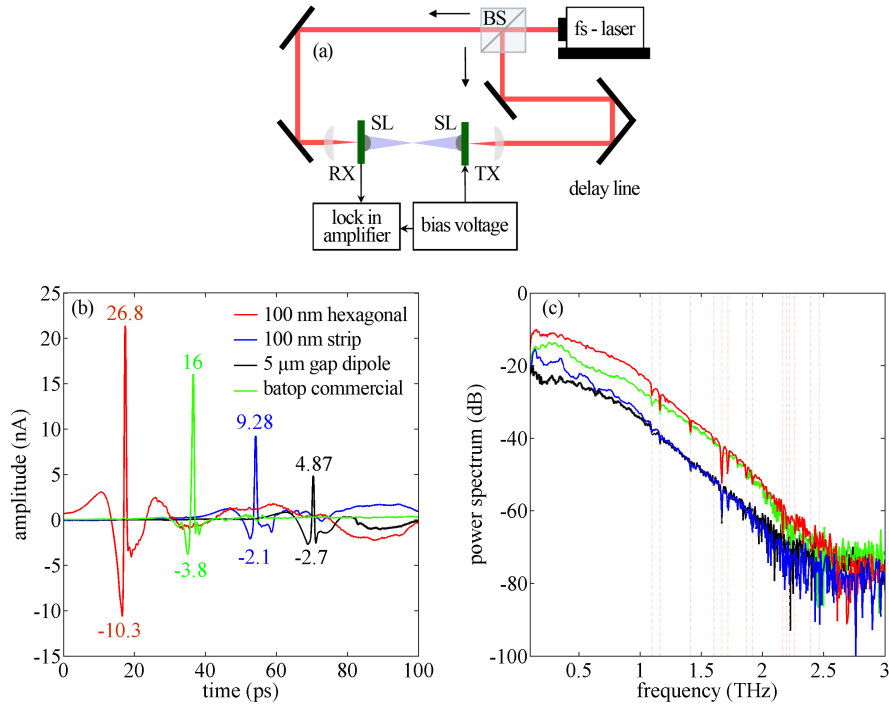 BS
fs - laser
(a)
SL
SL
RX
TX
delay line
lock in
amplifier
bias voltage
(b)
26.8
16
9.28
4.87
-10.3
-3.8
-2.1
-2.7
100 nm hexagonal
100 nm strip
5 µm gap dipole
batop commercial
25
20
15
10
5
0
-5
-10
-15
amplitude (nA)
0
20
40
60
80
100
time (ps)
(c)
0
-20
-40
-60
-80
-100
power spectrum (dB)
0.5
1
1.5
2
2.5
3
frequency (THz)